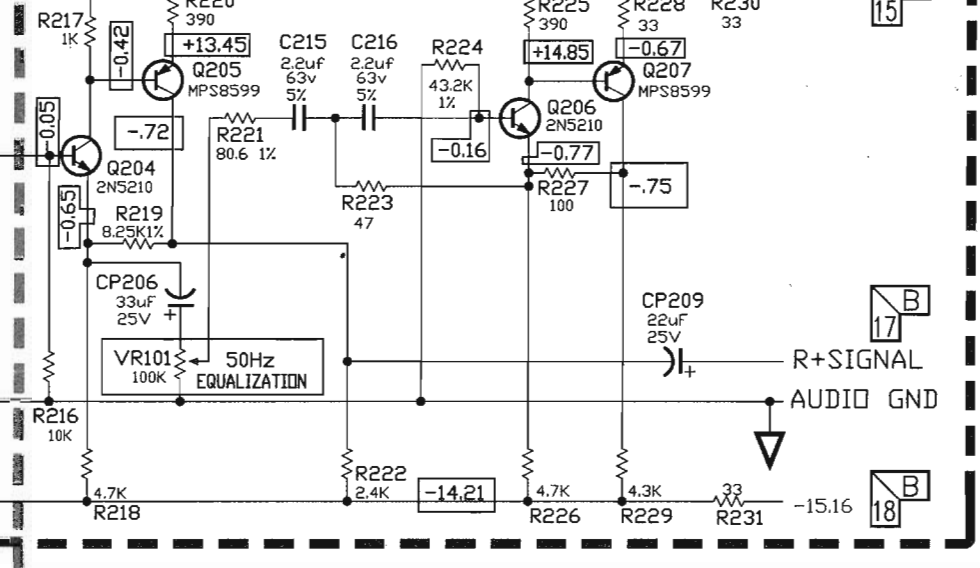 R220
390
R225
390
R228
33
R230
33
15
R217
1K
-0.42
+13.45
Q205
MPS8599
C215
2.2uf
63v
5%
C216
2.2uf
63v
5%
R224
43.2K
1%
+14.85
-0.67
Q207
MPS8599
-0.05
-.72
R221
80.6 1%
Q206
2N5210
-0.16
-0.77
Q204
2N5210
R227
100
-.75
-0.65
R219
8.25K1%
R223
47
CP206
33uF
25V
+
VR101
100K
50Hz
EQUALIZATION
CP209
22uF
25V
+
B
17
R+SIGNAL
AUDIO GND
R216
10K
4.7K
R218
R222
2.4K
-14.21
4.7K
R226
4.3K
R229
33
R231
-15.16
B
18